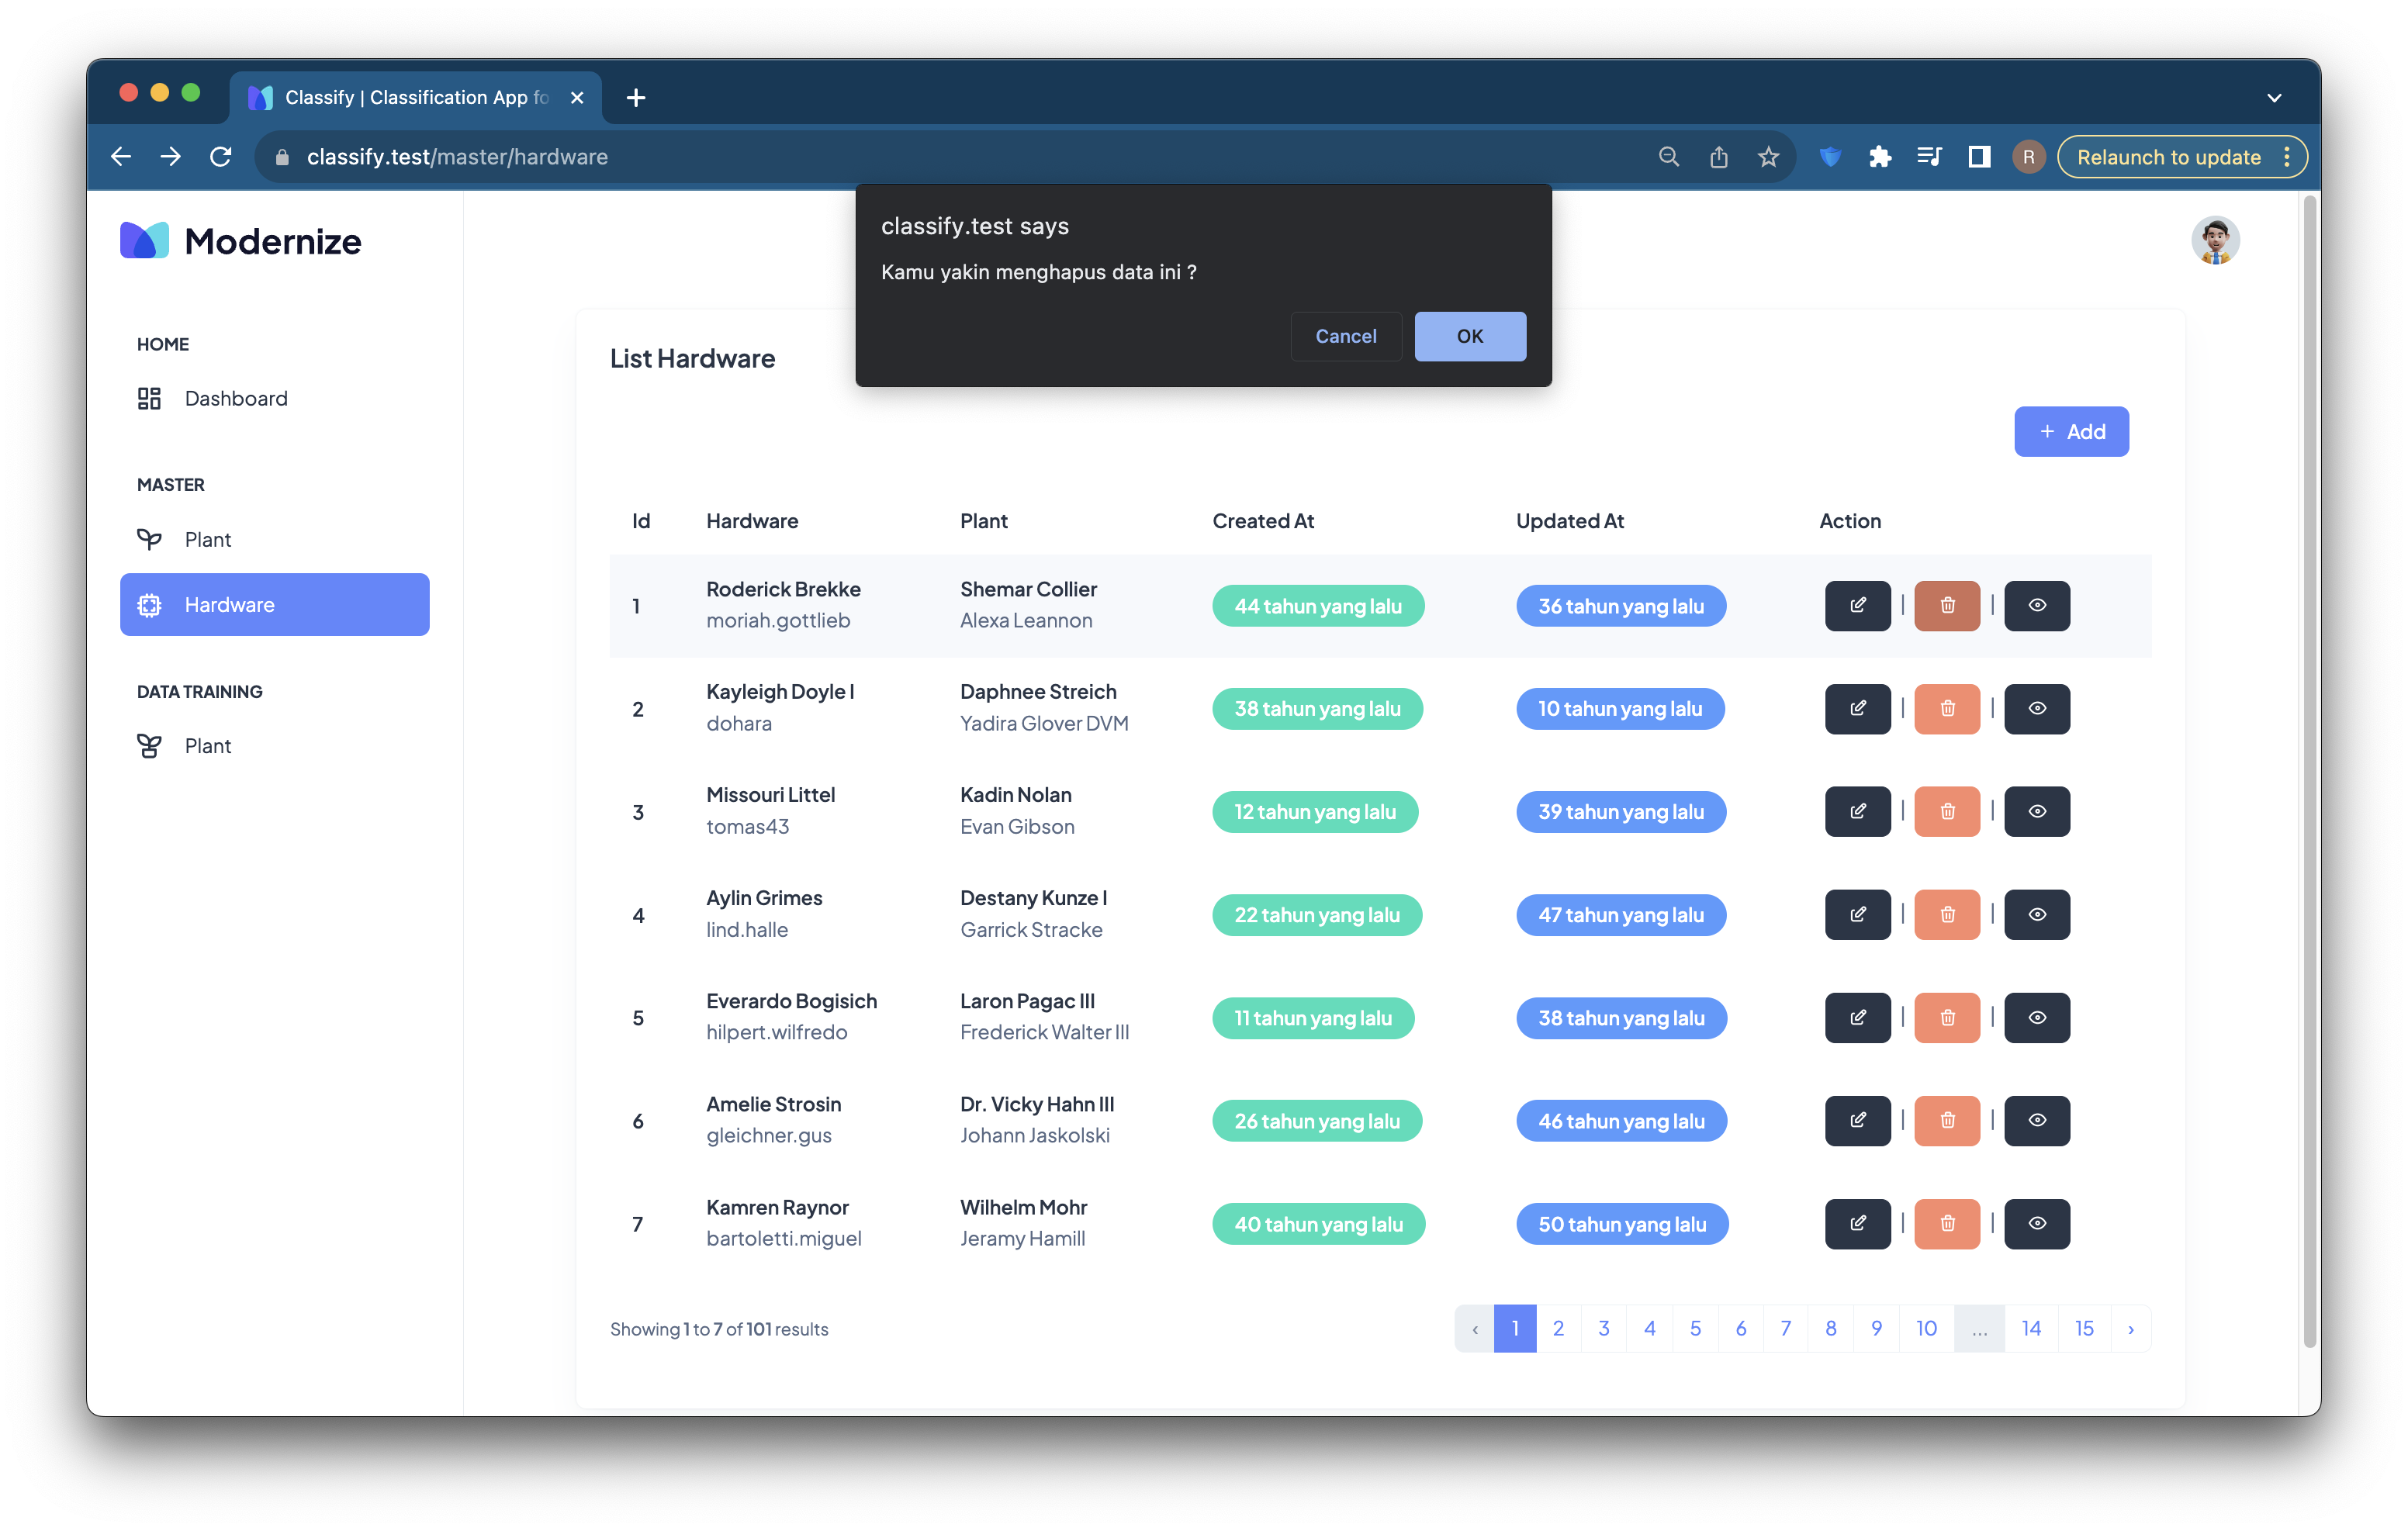 Classify | Classification App fo
classify.test/master/hardware
R
Relaunch to update
classify.test says
Kamu yakin menghapus data ini ?
Cancel
OK
Modernize
HOME
Dashboard
MASTER
Plant
Hardware
DATA TRAINING
Plant
List Hardware
+ Add
Id Hardware Plant Created At Updated At Action
1 Roderick Brekke Shemar Collier 44 tahun yang lalu 36 tahun yang lalu | |
moriah.gottlieb Alexa Leannon
2 Kayleigh Doyle I Daphnee Streich 38 tahun yang lalu 10 tahun yang lalu | |
dohara Yadira Glover DVM
3 Missouri Littel Kadin Nolan 12 tahun yang lalu 39 tahun yang lalu | |
tomas43 Evan Gibson
4 Aylin Grimes Destany Kunze I 22 tahun yang lalu 47 tahun yang lalu | |
lind.halle Garrick Stracke
5 Everardo Bogisich Laron Pagac III 11 tahun yang lalu 38 tahun yang lalu | |
hilpert.wilfredo Frederick Walter III
6 Amelie Strosin Dr. Vicky Hahn III 26 tahun yang lalu 46 tahun yang lalu | |
gleichner.gus Johann Jaskolski
7 Kamren Raynor Wilhelm Mohr 40 tahun yang lalu 50 tahun yang lalu | |
bartoletti.miguel Jeramy Hamill
Showing 1 to 7 of 101 results
‹ 1 2 3 4 5 6 7 8 9 10 ... 14 15 ›